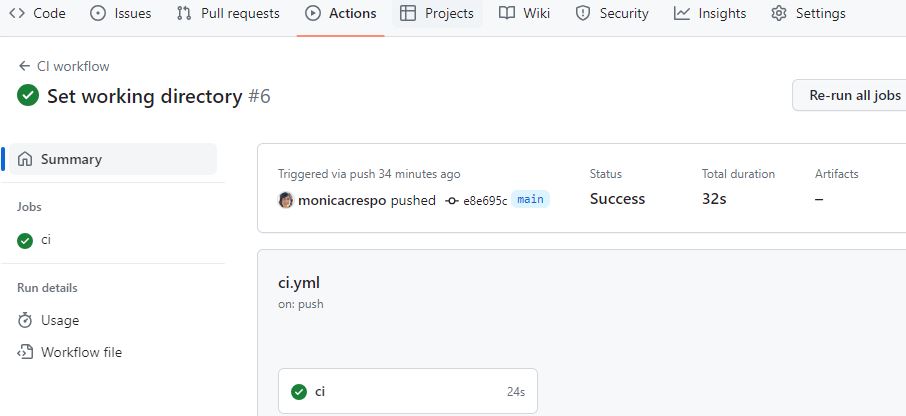 Code Issues Pull requests Actions Projects Wiki Security Insights Settings
CI workflow
Set working directory #6
Re-run all jobs
Summary
Jobs
ci
Run details
Usage
Workflow file
Triggered via push 34 minutes ago
monicacrespo pushed e8e695c main
Status
Success
Total duration
32s
Artifacts
–
ci.yml
on: push
ci 24s